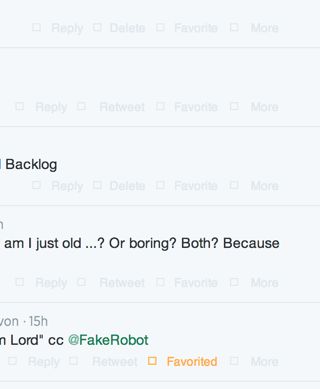 Reply Delete Favorite More
Reply Retweet Favorite More
Backlog
Reply Delete Favorite More
am I just old ...? Or boring? Both? Because
Reply Retweet Favorite More
von · 15h
Lord" cc @FakeRobot
Reply Retweet Favorited More